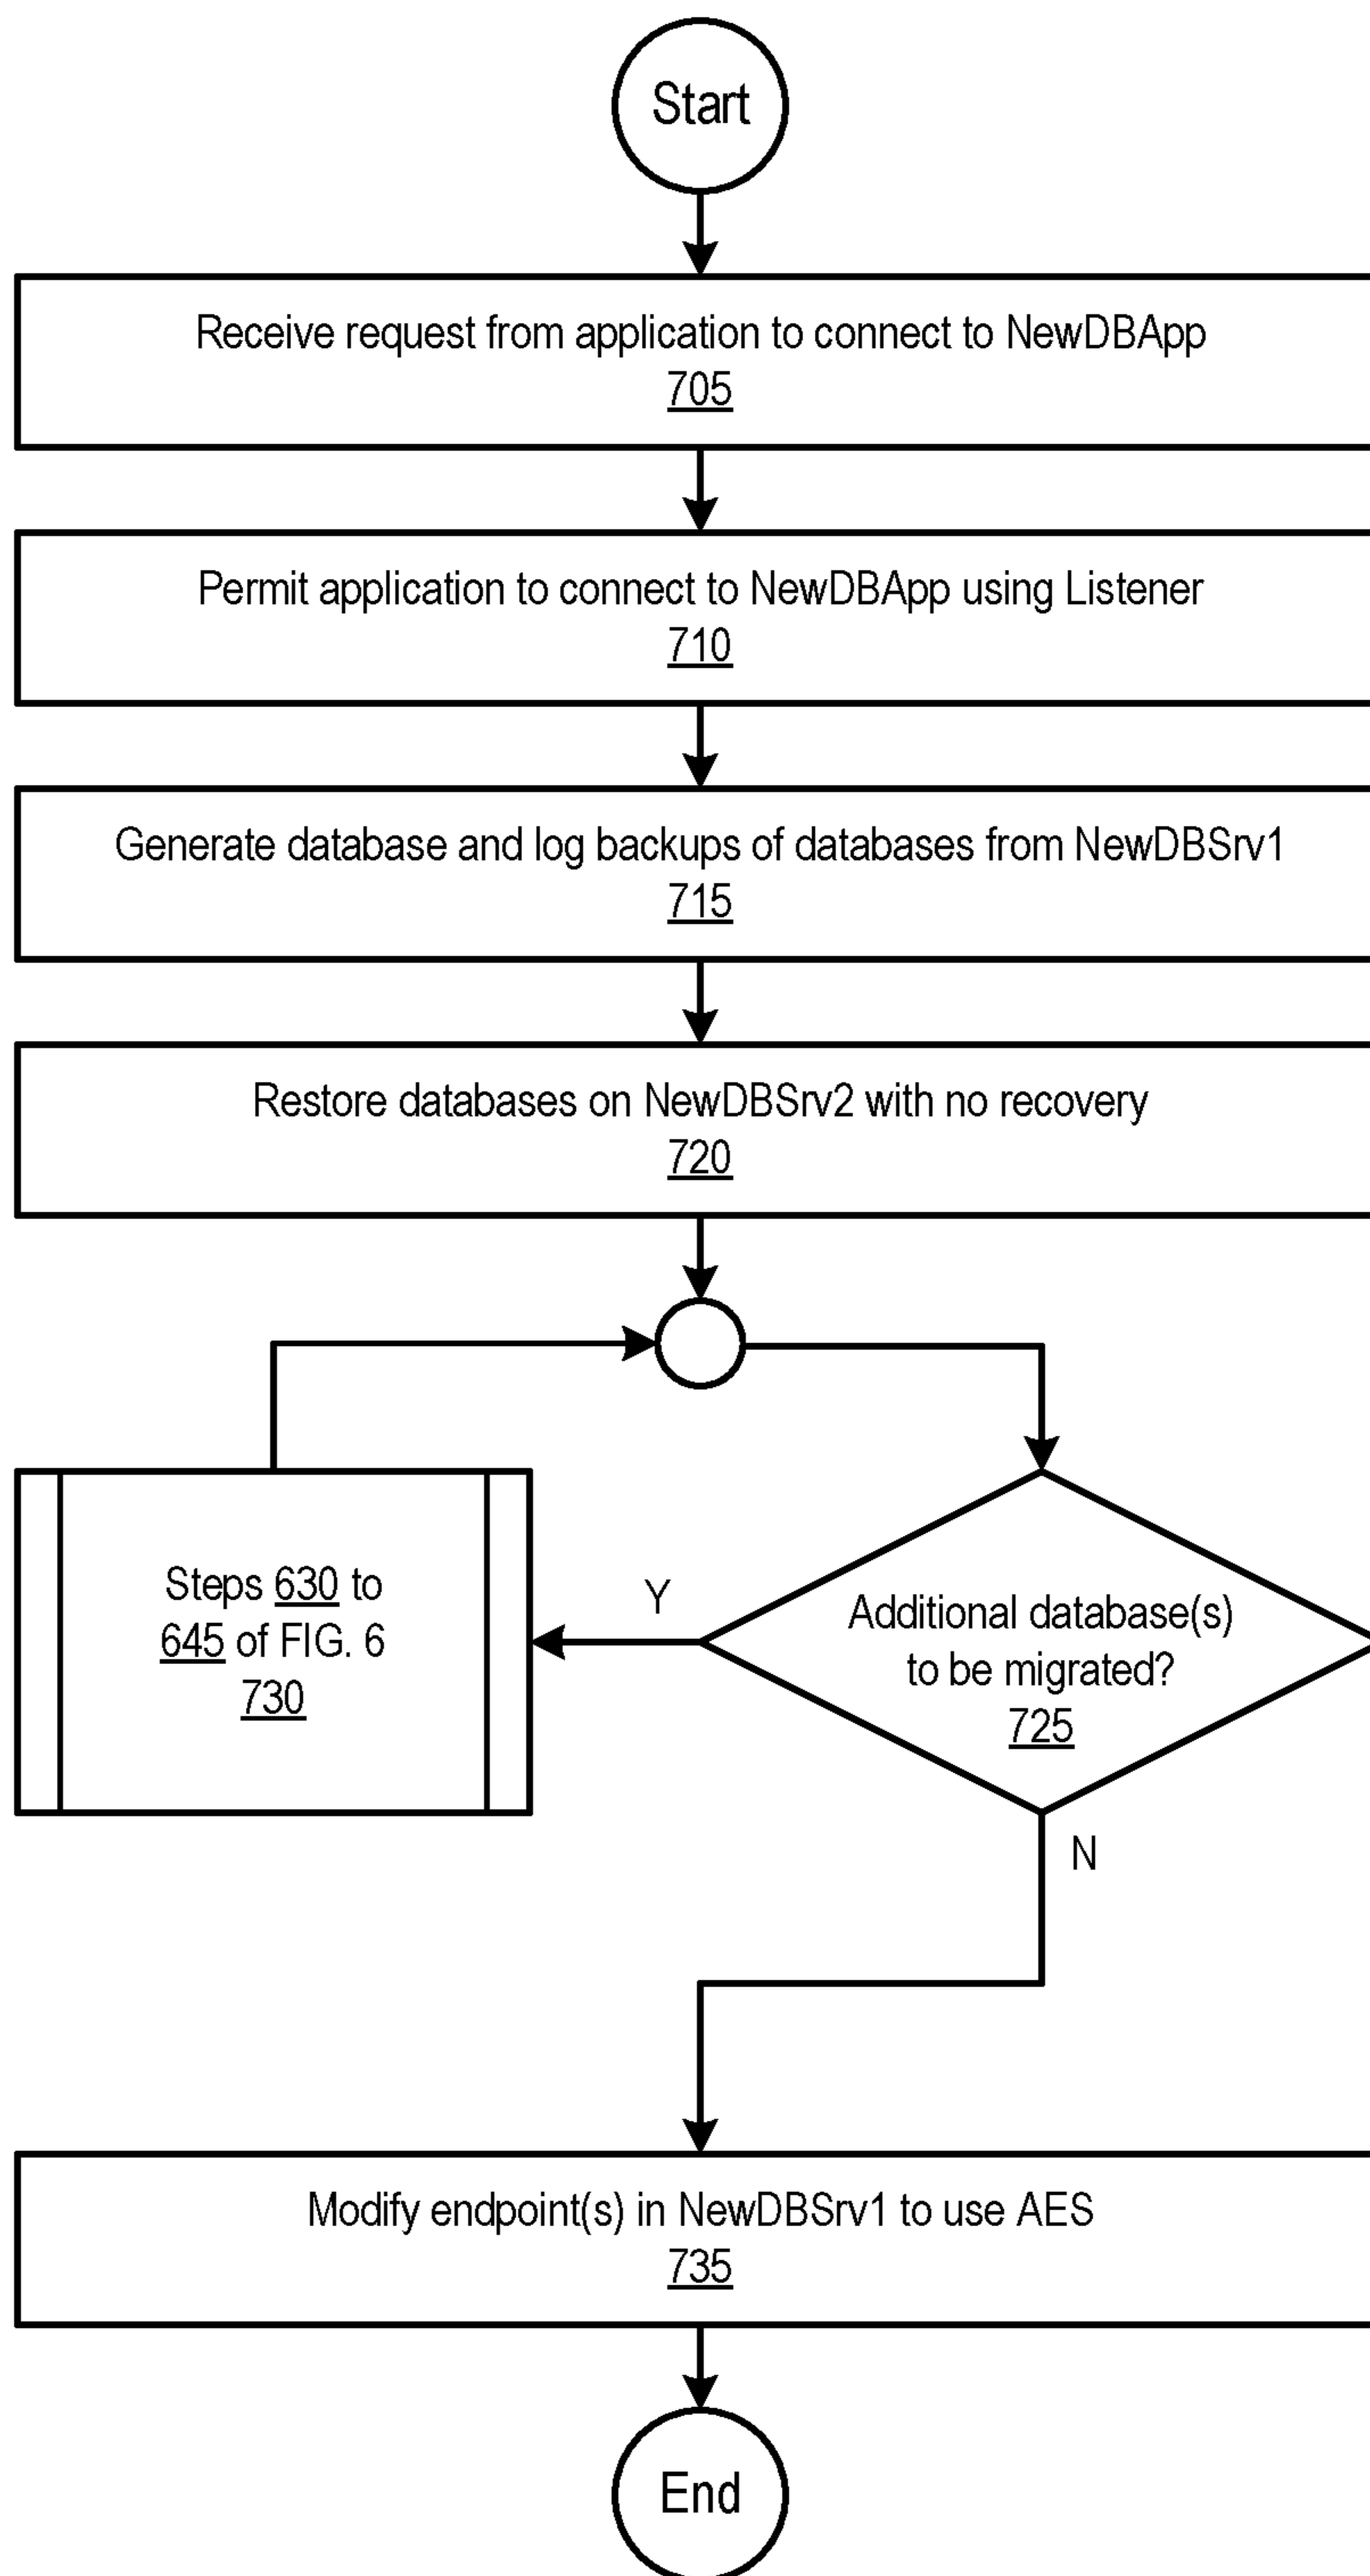 Start
Receive request from application to connect to NewDBApp
705
Permit application to connect to NewDBApp using Listener
710
Generate database and log backups of databases from NewDBSrv1
715
Restore databases on NewDBSrv2 with no recovery
720
Steps 630 to
645 of FIG. 6
730
Y
Additional database(s)
to be migrated?
725
N
Modify endpoint(s) in NewDBSrv1 to use AES
735
End